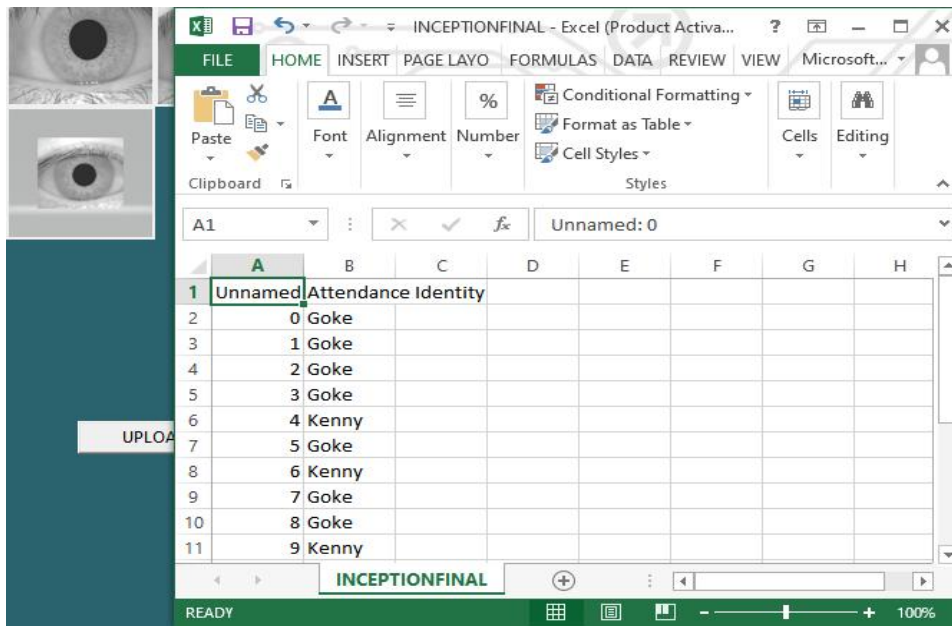 INCEPTIONFINAL - Excel (Product Activa...
FILE HOME INSERT PAGE LAYO FORMULAS DATA REVIEW VIEW Microsoft...
Paste Font Alignment Number Conditional Formatting Format as Table Cell Styles Cells Editing
Clipboard Styles
A1 fx Unnamed: 0
A B C D E F G H
1 Unnamed Attendance Identity
2 0 Goke
3 1 Goke
4 2 Goke
5 3 Goke
6 4 Kenny
UPLOA
7 5 Goke
8 6 Kenny
9 7 Goke
10 8 Goke
11 9 Kenny
INCEPTIONFINAL
READY 100%